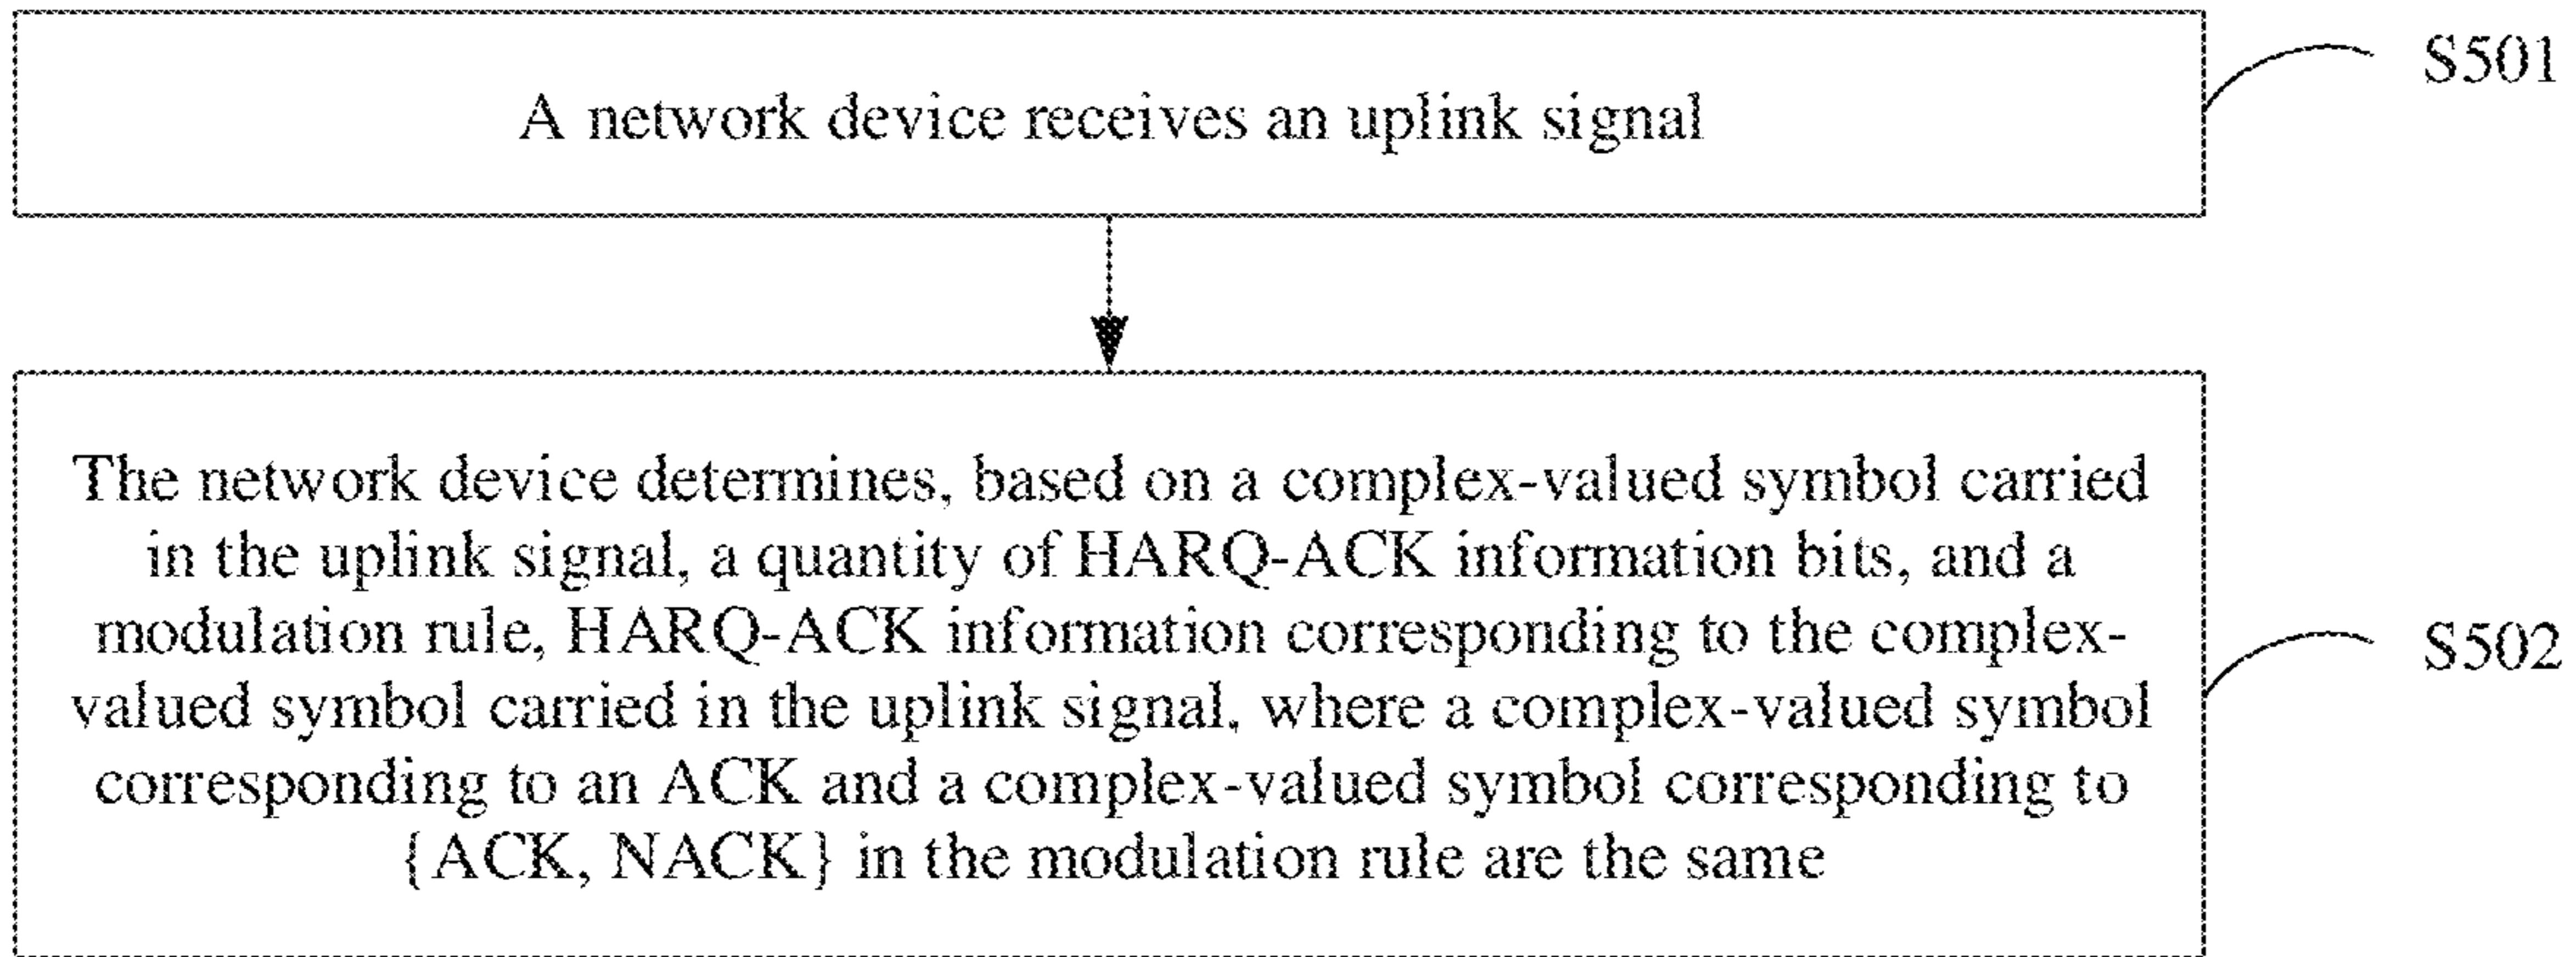 A network device receives an uplink signal
S501
The network device determines, based on a complex-valued symbol carried
in the uplink signal, a quantity of HARQ-ACK information bits, and a
modulation rule, HARQ-ACK information corresponding to the complex-
valued symbol carried in the uplink signal, where a complex-valued symbol
corresponding to an ACK and a complex-valued symbol corresponding to
{ACK, NACK} in the modulation rule are the same
S502